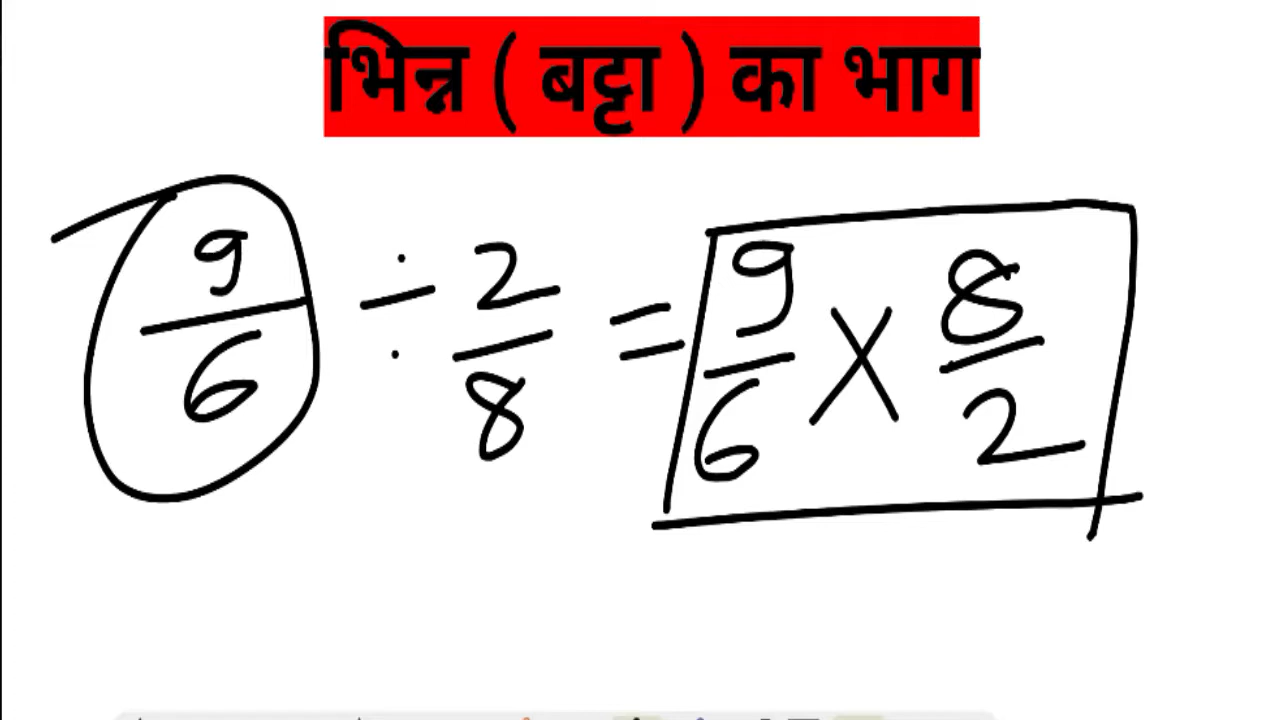 भिन्न ( बट्टा ) का भाग
9/6 ÷ 2/8 = 9/6 × 8/2